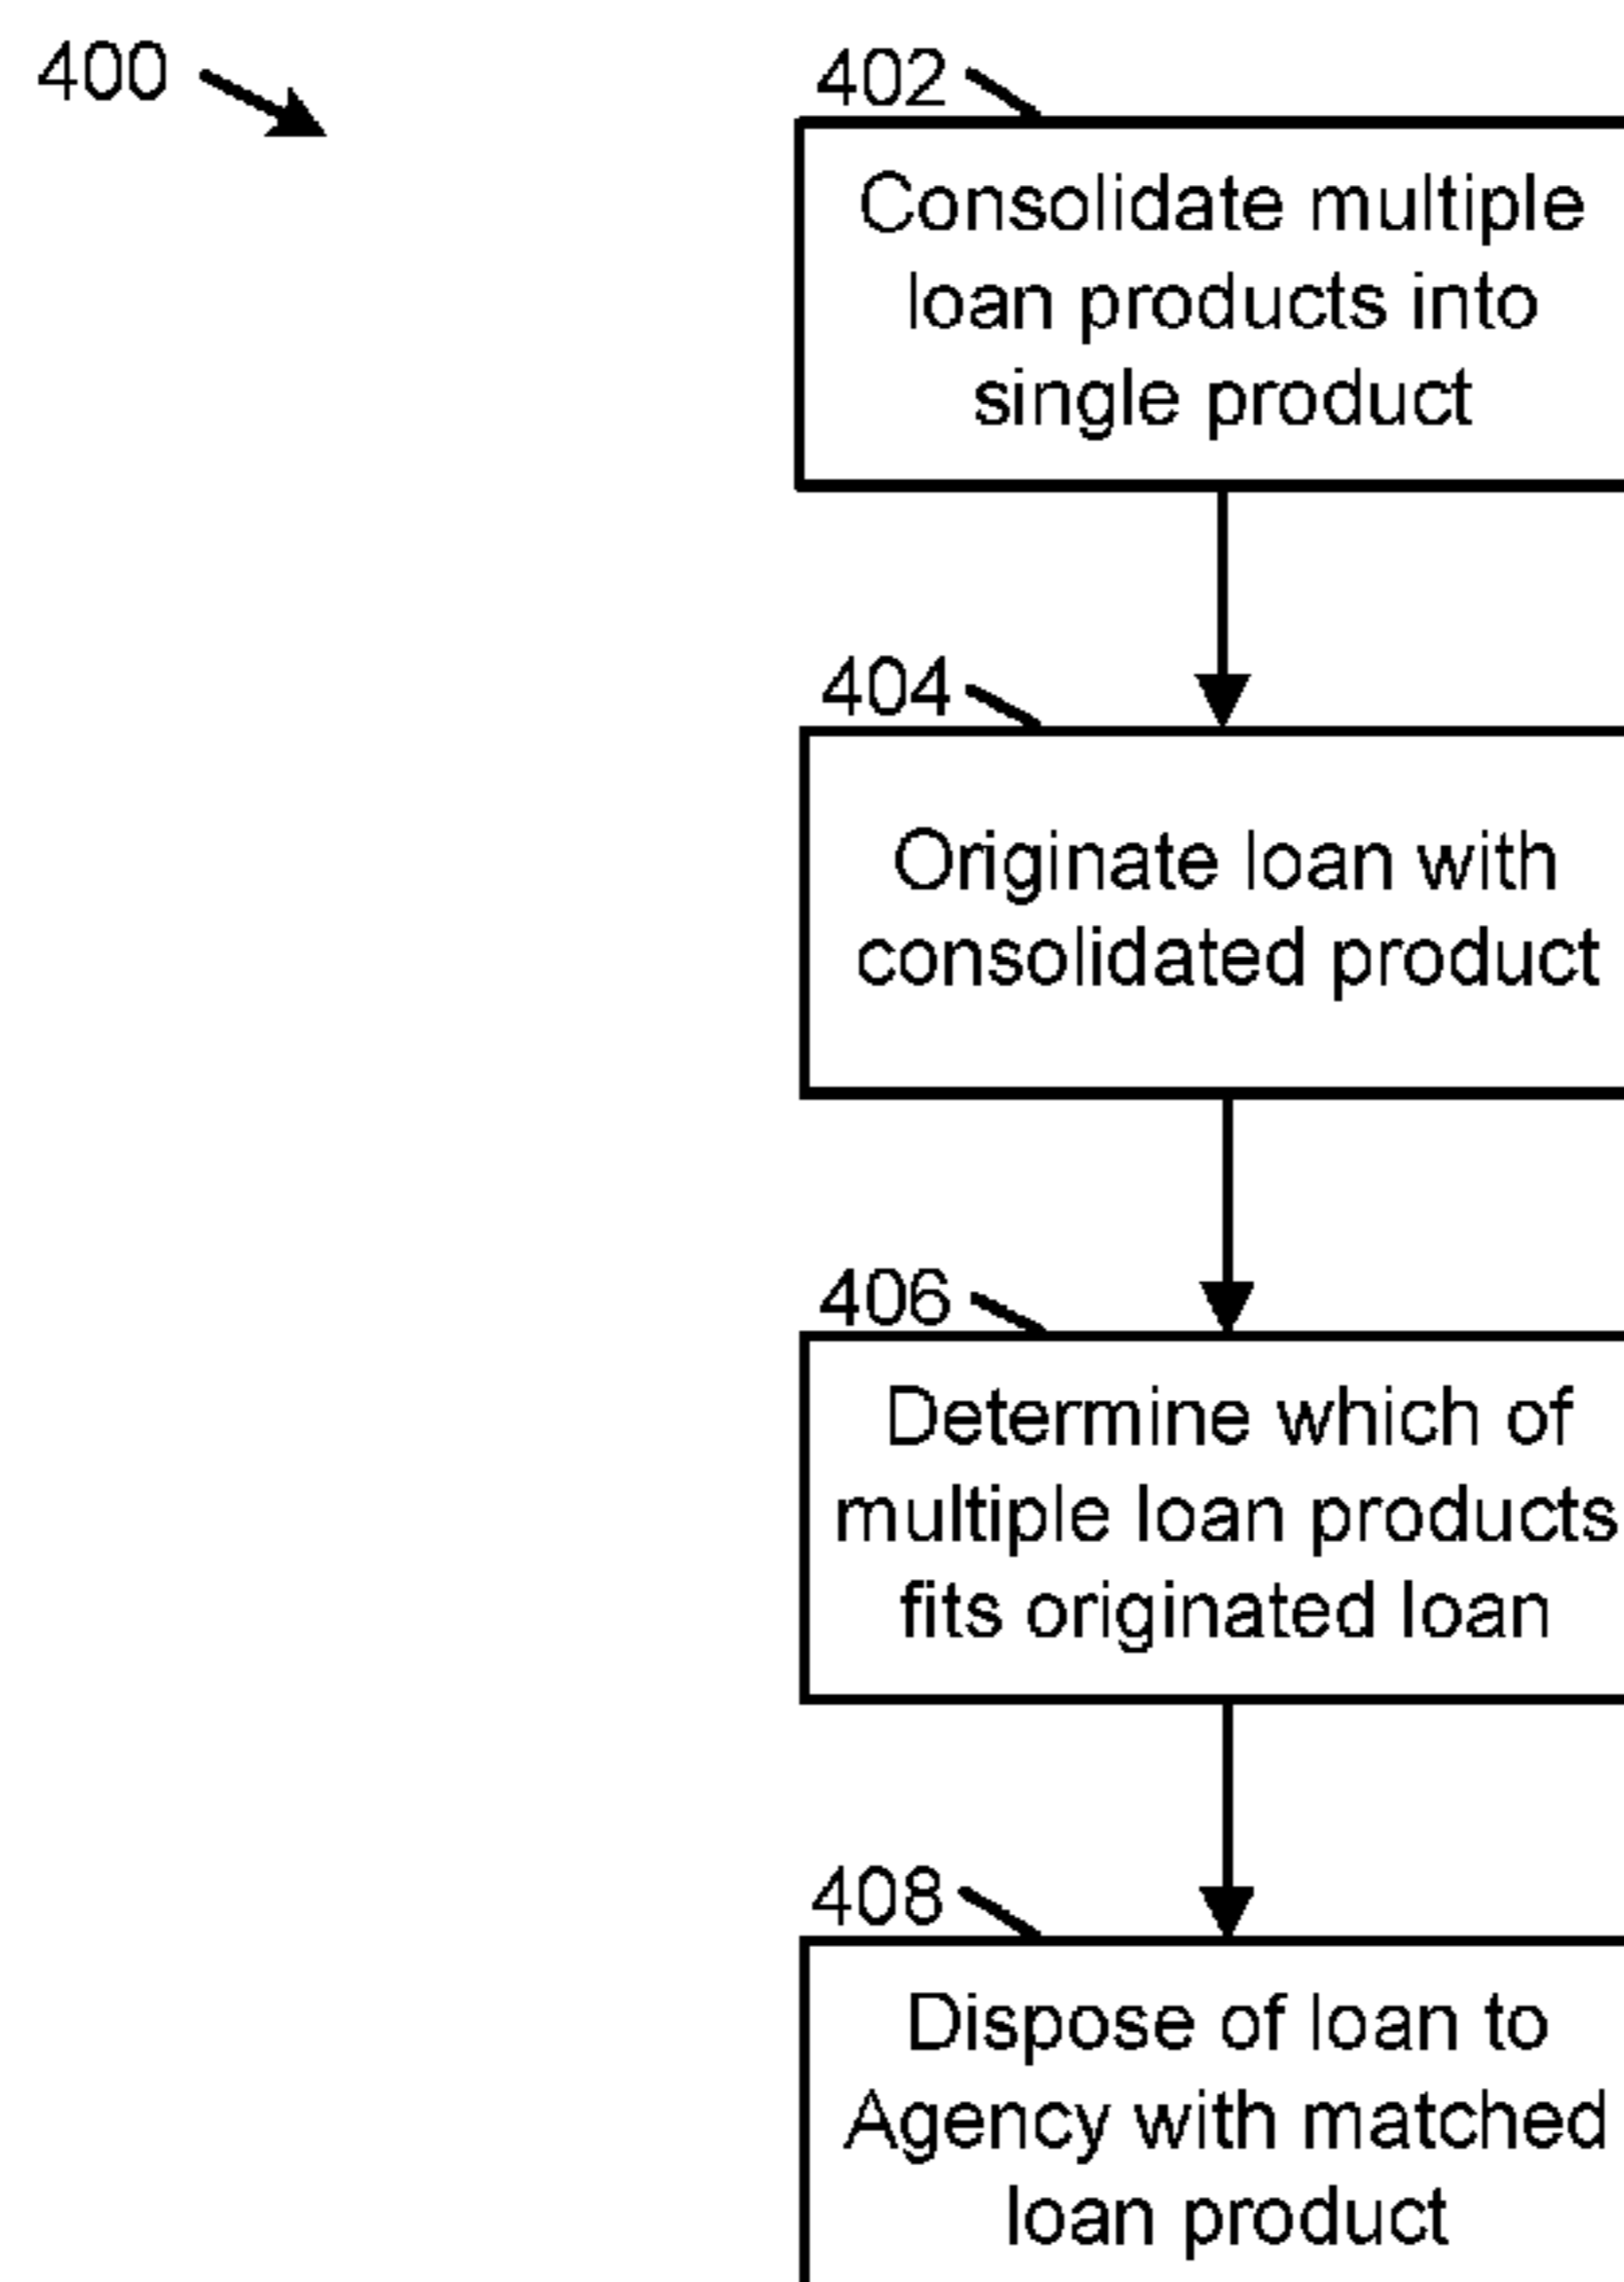 400
402
Consolidate multiple
loan products into
single product
404
Originate loan with
consolidated product
406
Determine which of
multiple loan products
fits originated loan
408
Dispose of loan to
Agency with matched
loan product